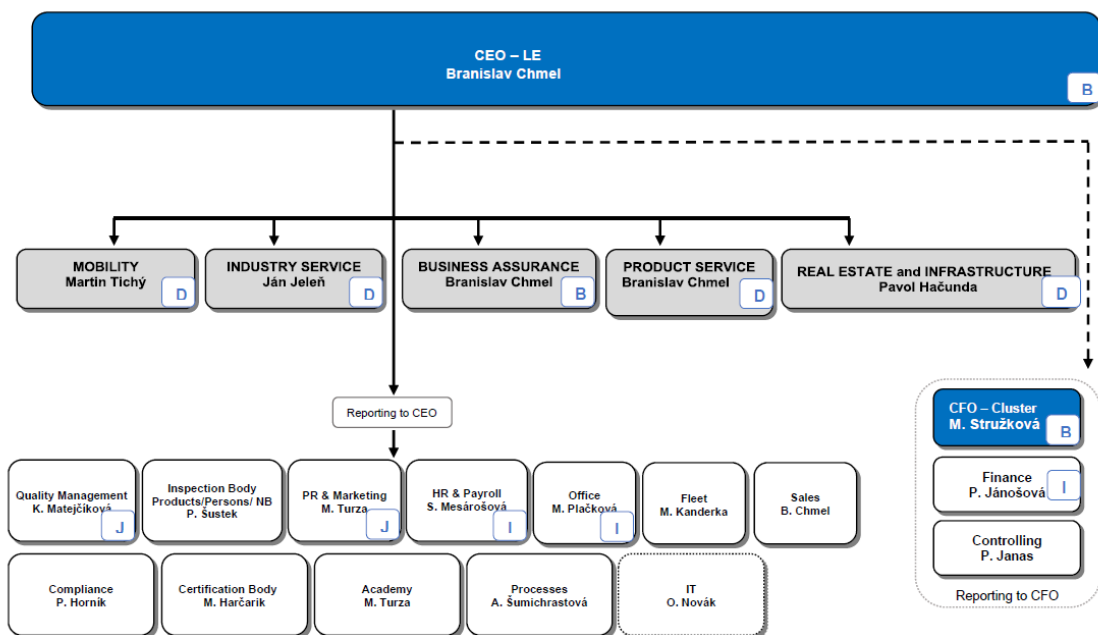 CEO – LE
Branislav Chmel
B
MOBILITY
Martin Tichý
D
INDUSTRY SERVICE
Ján Jeleň
D
BUSINESS ASSURANCE
Branislav Chmel
B
PRODUCT SERVICE
Branislav Chmel
D
REAL ESTATE and INFRASTRUCTURE
Pavol Hačunda
D
Reporting to CEO
CFO – Cluster
M. Stružková
B
Finance
P. Jánošová
I
Controlling
P. Janas
Reporting to CFO
Quality Management
K. Matejčíková
J
Inspection Body
Products/Persons/ NB
P. Šustek
PR & Marketing
M. Turza
J
HR & Payroll
S. Mesárošová
I
Office
M. Plačková
I
Fleet
M. Kanderka
Sales
B. Chmel
Compliance
P. Horník
Certification Body
M. Harčarik
Academy
M. Turza
Processes
A. Šumichrastová
IT
O. Novák